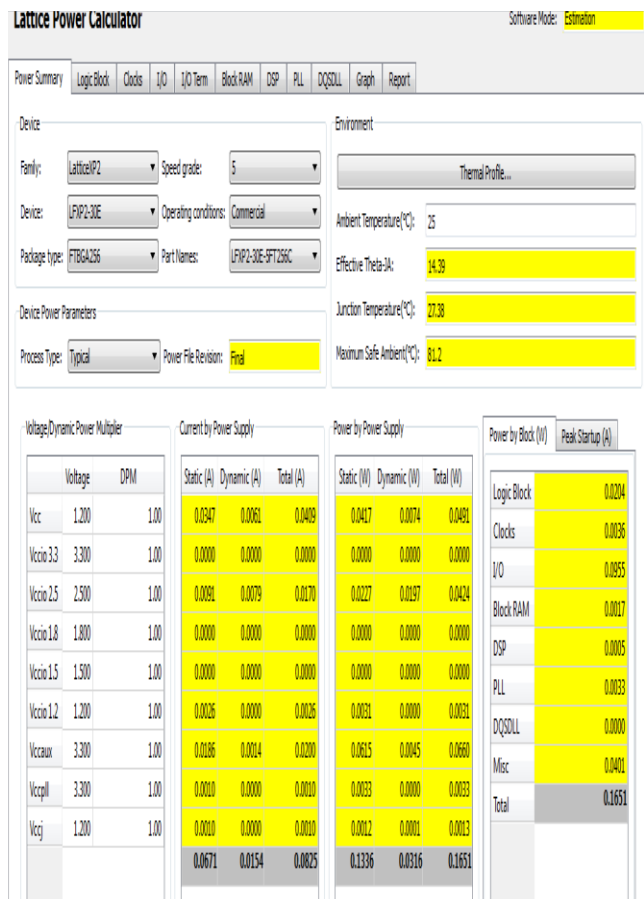 Lattice Power Calculator Software Mode: Estimation
Power Summary Logic Block Clocks I/O I/O Term Block RAM DSP PLL DQSDLL Graph Report
Device
Family: LatticeXP2 Speed grade: 5
Device: LFXP2-30E Operating conditions: Commercial
Package type: FTBGA256 Part Names: LFXP2-30E-5FT256C
Device Power Parameters
Process Type: Typical Power File Revision: Final
Environment
Thermal Profile...
Ambient Temperature(°C): 25
Effective Theta-JA: 14.39
Junction Temperature(°C): 27.38
Maximum Safe Ambient(°C): 81.2
Voltage/Dynamic Power Multiplier
Voltage DPM
Vcc 1.200 1.00
Vccio 3.3 3.300 1.00
Vccio 2.5 2.500 1.00
Vccio 1.8 1.800 1.00
Vccio 1.5 1.500 1.00
Vccio 1.2 1.200 1.00
Vccaux 3.300 1.00
Vccpll 3.300 1.00
Vccj 1.200 1.00
Current by Power Supply
Static (A) Dynamic (A) Total (A)
0.0347 0.0061 0.0409
0.0000 0.0000 0.0000
0.0091 0.0079 0.0170
0.0000 0.0000 0.0000
0.0000 0.0000 0.0000
0.0026 0.0000 0.0026
0.0186 0.0014 0.0200
0.0010 0.0000 0.0010
0.0010 0.0000 0.0010
0.0671 0.0154 0.0825
Power by Power Supply
Static (W) Dynamic (W) Total (W)
0.0417 0.0074 0.0491
0.0000 0.0000 0.0000
0.0227 0.0197 0.0424
0.0000 0.0000 0.0000
0.0000 0.0000 0.0000
0.0031 0.0000 0.0031
0.0615 0.0045 0.0660
0.0033 0.0000 0.0033
0.0012 0.0001 0.0013
0.1336 0.0316 0.1651
Power by Block (W) Peak Startup (A)
Logic Block 0.0204
Clocks 0.0036
I/O 0.0955
Block RAM 0.0017
DSP 0.0005
PLL 0.0033
DQSDLL 0.0000
Misc 0.0401
Total 0.1651